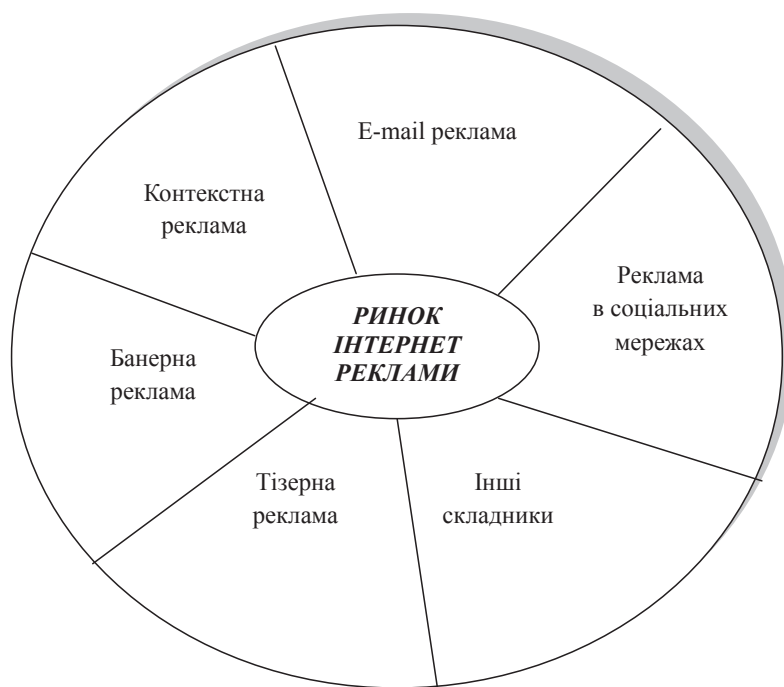 E-mail реклама
Контекстна
реклама
Реклама
в соціальних
мережах
РИНОК
ІНТЕРНЕТ
РЕКЛАМИ
Банерна
реклама
Тізерна
реклама
Інші
складники